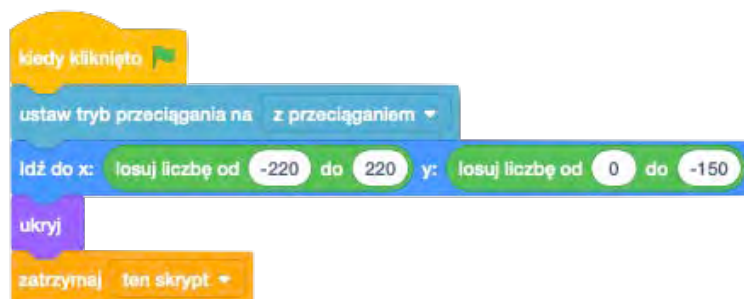 kiedy kliknięto
ustaw tryb przeciągania na z przeciąganiem
Idź do x: losuj liczbę od -220 do 220 y: losuj liczbę od 0 do -150
ukryj
zatrzymaj ten skrypt